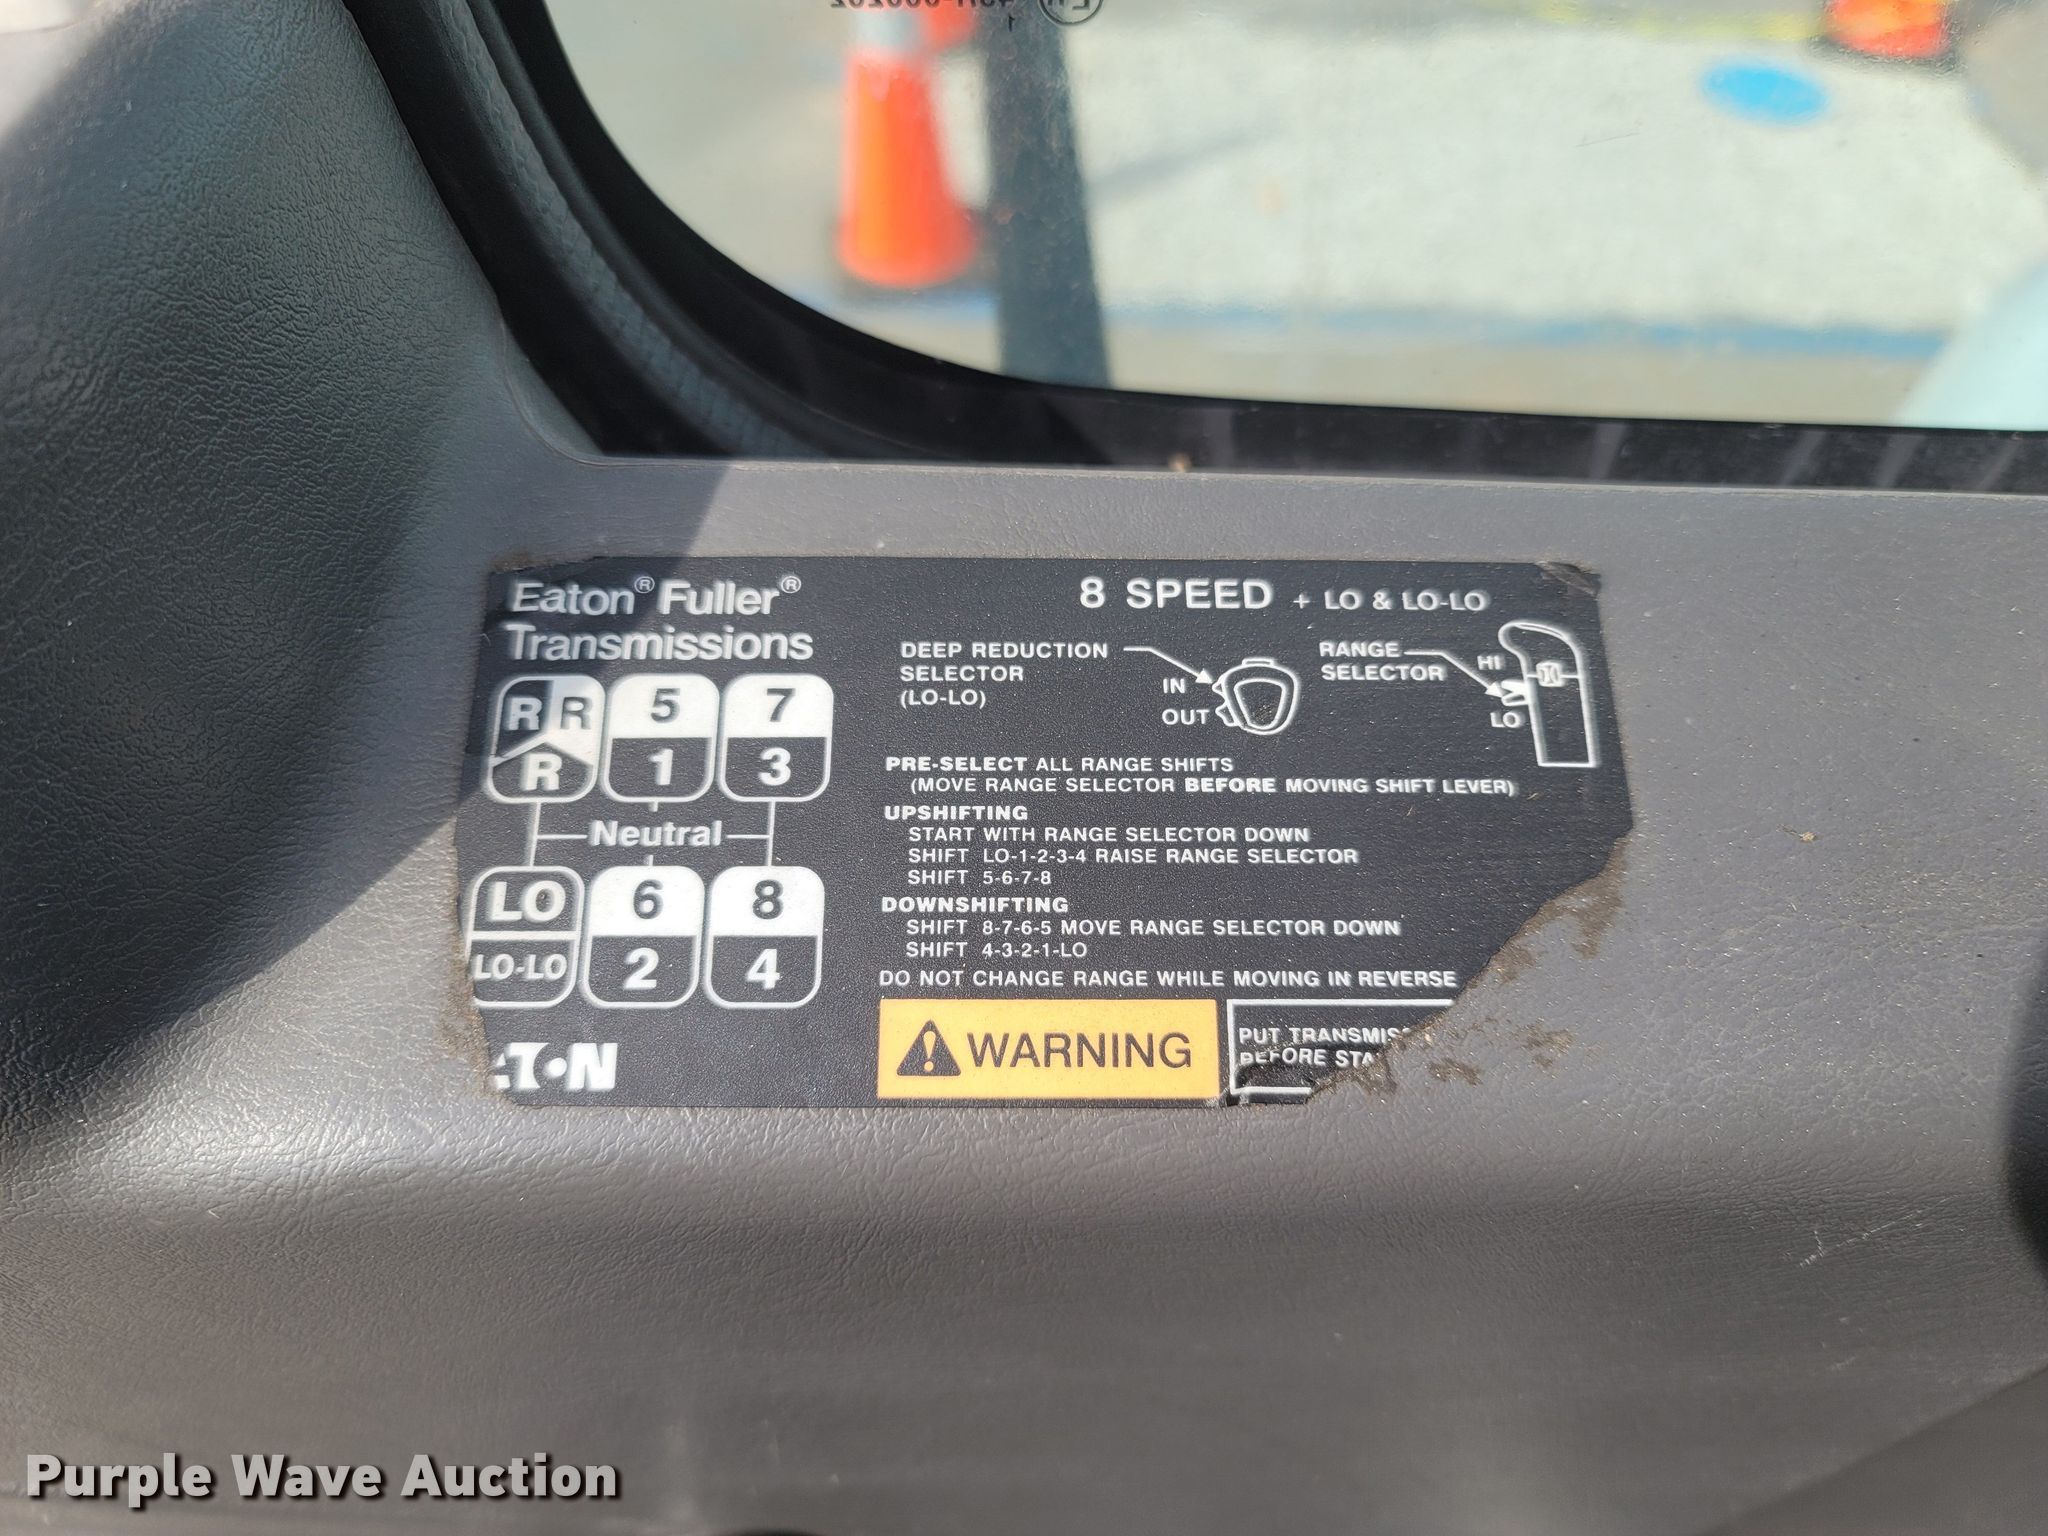 Eaton® Fuller®
Transmissions
8 SPEED + LO & LO-LO
R R
R
5
1
7
3
Neutral
LO
LO-LO
6
2
8
4
DEEP REDUCTION
SELECTOR
(LO-LO)
IN
OUT
RANGE
SELECTOR
HI
LO
PRE-SELECT ALL RANGE SHIFTS
(MOVE RANGE SELECTOR BEFORE MOVING SHIFT LEVER)
UPSHIFTING
START WITH RANGE SELECTOR DOWN
SHIFT LO-1-2-3-4 RAISE RANGE SELECTOR
SHIFT 5-6-7-8
DOWNSHIFTING
SHIFT 8-7-6-5 MOVE RANGE SELECTOR DOWN
SHIFT 4-3-2-1-LO
DO NOT CHANGE RANGE WHILE MOVING IN REVERSE
WARNING
PUT
BEFORE
Purple Wave Auction